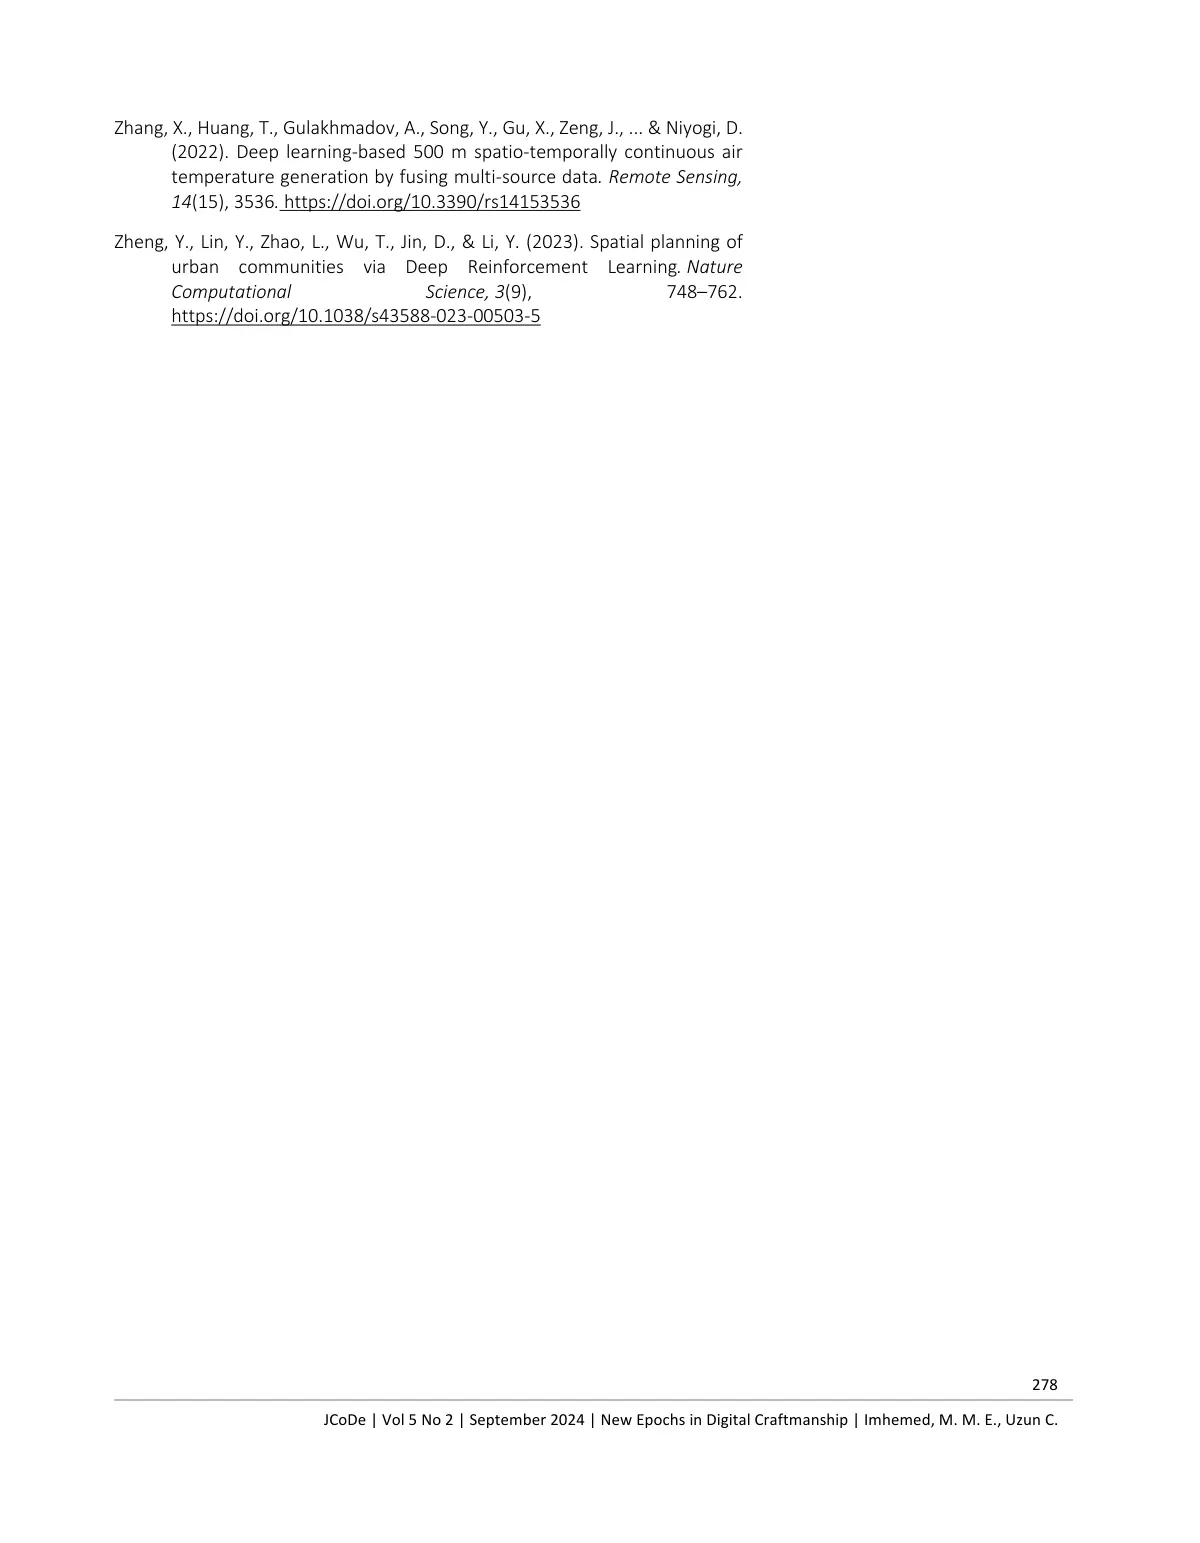 Zhang, X., Huang, T., Gulakhmadov, A., Song, Y., Gu, X., Zeng, J., ... & Niyogi, D.
(2022). Deep learning-based 500 m spatio-temporally continuous air
temperature generation by fusing multi-source data. Remote Sensing,
14(15), 3536. https://doi.org/10.3390/rs14153536
Zheng, Y., Lin, Y., Zhao, L., Wu, T., Jin, D., & Li, Y. (2023). Spatial planning of
urban communities via Deep Reinforcement Learning. Nature
Computational Science, 3(9), 748–762.
https://doi.org/10.1038/s43588-023-00503-5
278
JCoDe | Vol 5 No 2 | September 2024 | New Epochs in Digital Craftmanship | Imhemed, M. M. E., Uzun C.